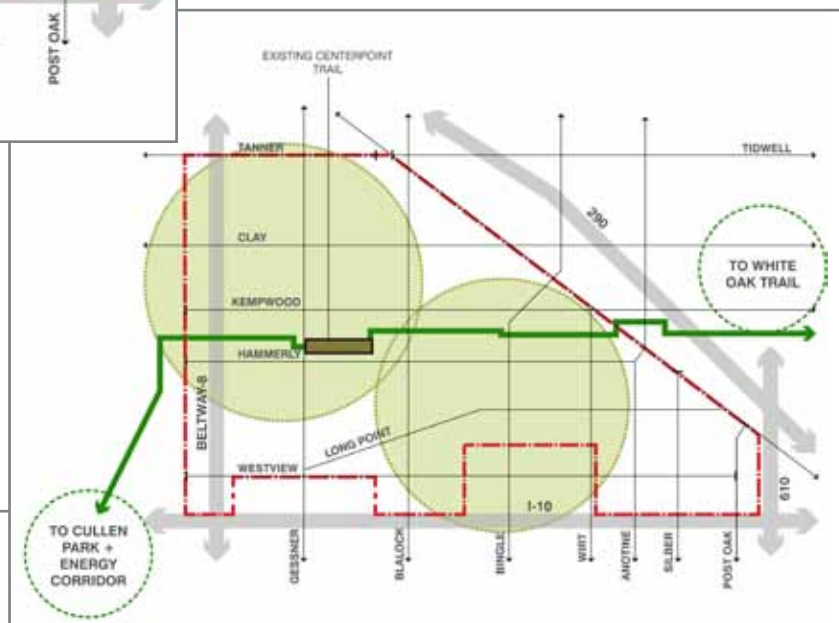 POST OAK
EXISTING CENTERPOINT
TRAIL
TANNER
TIDWELL
290
CLAY
TO WHITE
OAK TRAIL
KEMPWOOD
HAMMERLY
BELTWAY-8
LONG POINT
WESTVIEW
610
I-10
TO CULLEN
PARK +
ENERGY
CORRIDOR
GESSNER
BLALOCK
BINGLE
WIRT
ANOTINE
SILBER
POST OAK